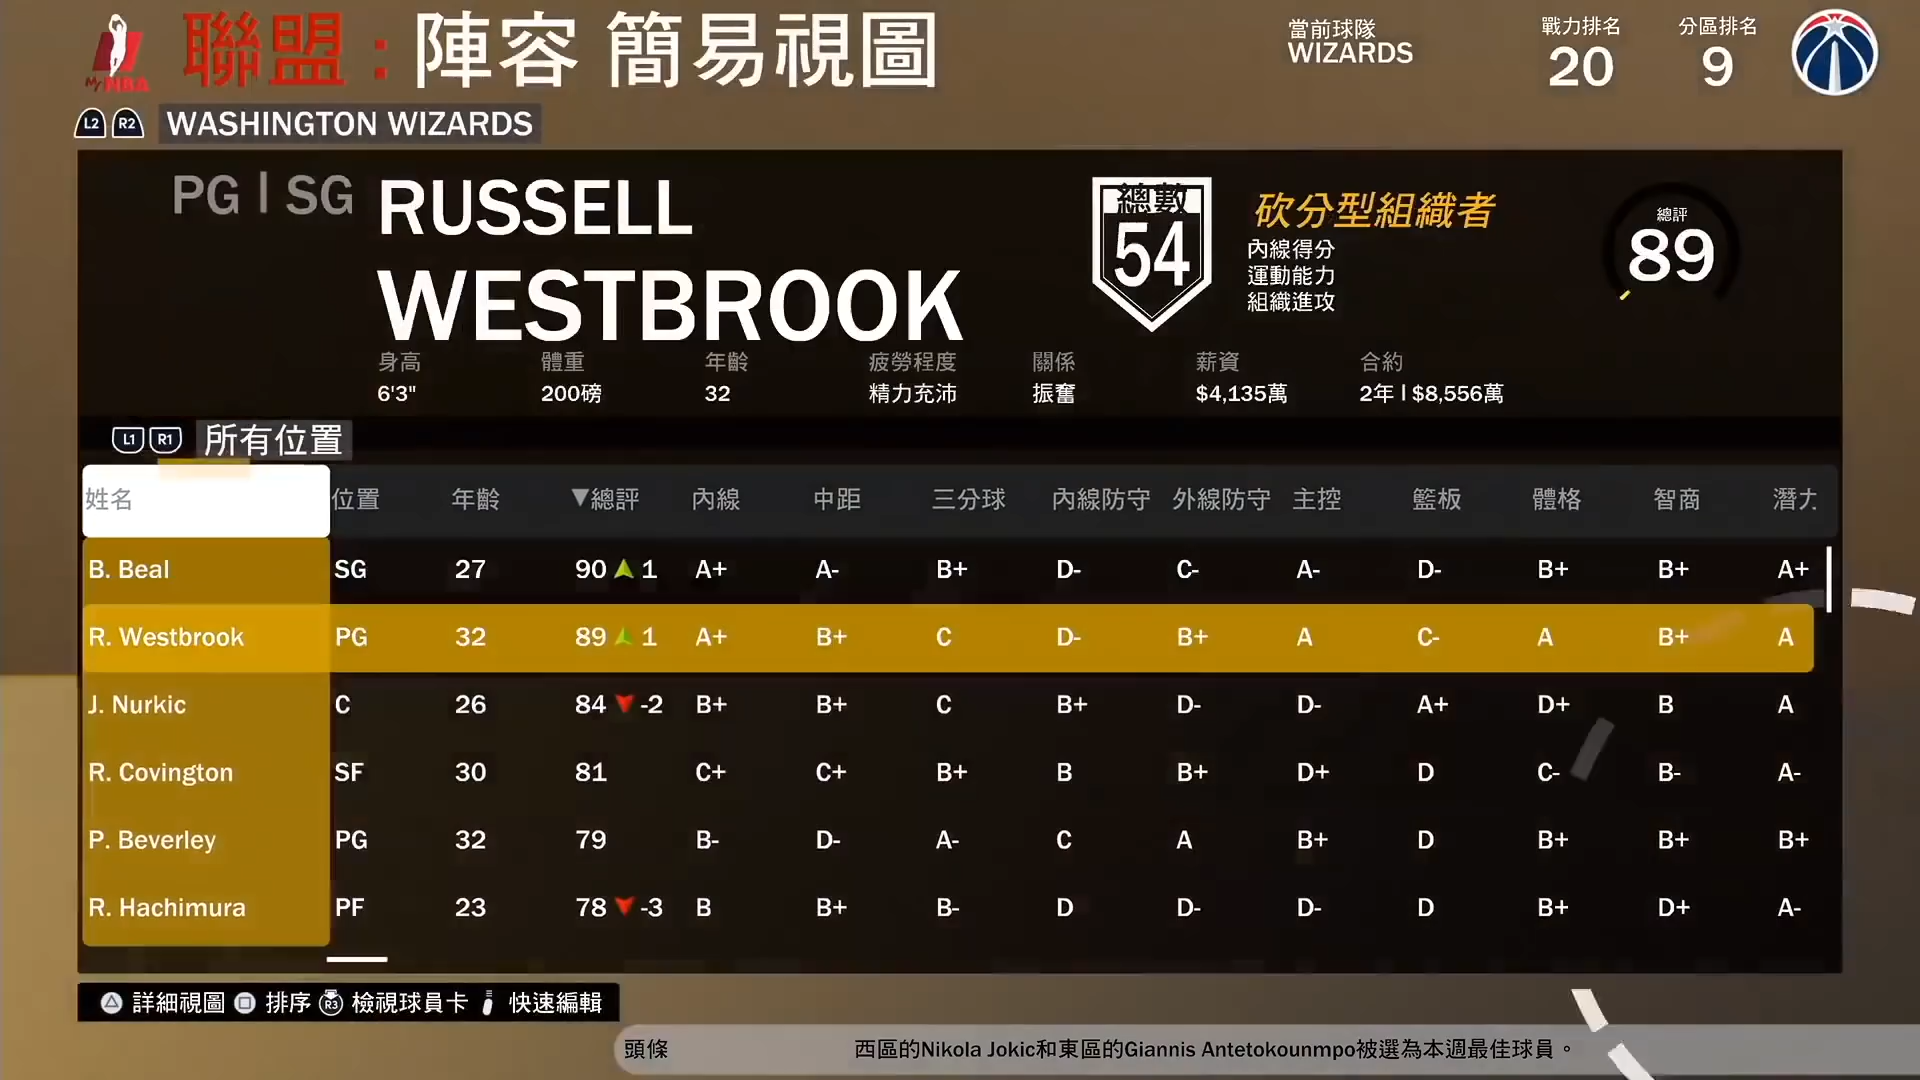 聯盟：陣容 簡易視圖
當前球隊
WIZARDS
戰力排名
20
分區排名
9
My NBA
L2 R2 WASHINGTON WIZARDS
PG | SG RUSSELL
WESTBROOK
總數
54
砍分型組織者
內線得分
運動能力
組織進攻
總評
89
身高 體重 年齡 疲勞程度 關係 薪資 合約
6'3" 200磅 32 精力充沛 振奮 $4,135萬 2年 | $8,556萬
L1 R1 所有位置
姓名 位置 年齡 ▼總評 內線 中距 三分球 內線防守 外線防守 主控 籃板 體格 智商 潛力
B. Beal SG 27 90 ▲ 1 A+ A- B+ D- C- A- D- B+ B+ A+
R. Westbrook PG 32 89 ▲ 1 A+ B+ C D- B+ A C- A B+ A
J. Nurkic C 26 84 ▼ -2 B+ B+ C B+ D- D- A+ D+ B A
R. Covington SF 30 81 C+ C+ B+ B B+ D+ D C- B- A-
P. Beverley PG 32 79 B- D- A- C A B+ D B+ B+ B+
R. Hachimura PF 23 78 ▼ -3 B B+ B- D D- D- D B+ D+ A-
詳細視圖 排序 R3 檢視球員卡 快速編輯
頭條 西區的Nikola Jokic和東區的Giannis Antetokounmpo被選為本週最佳球員。